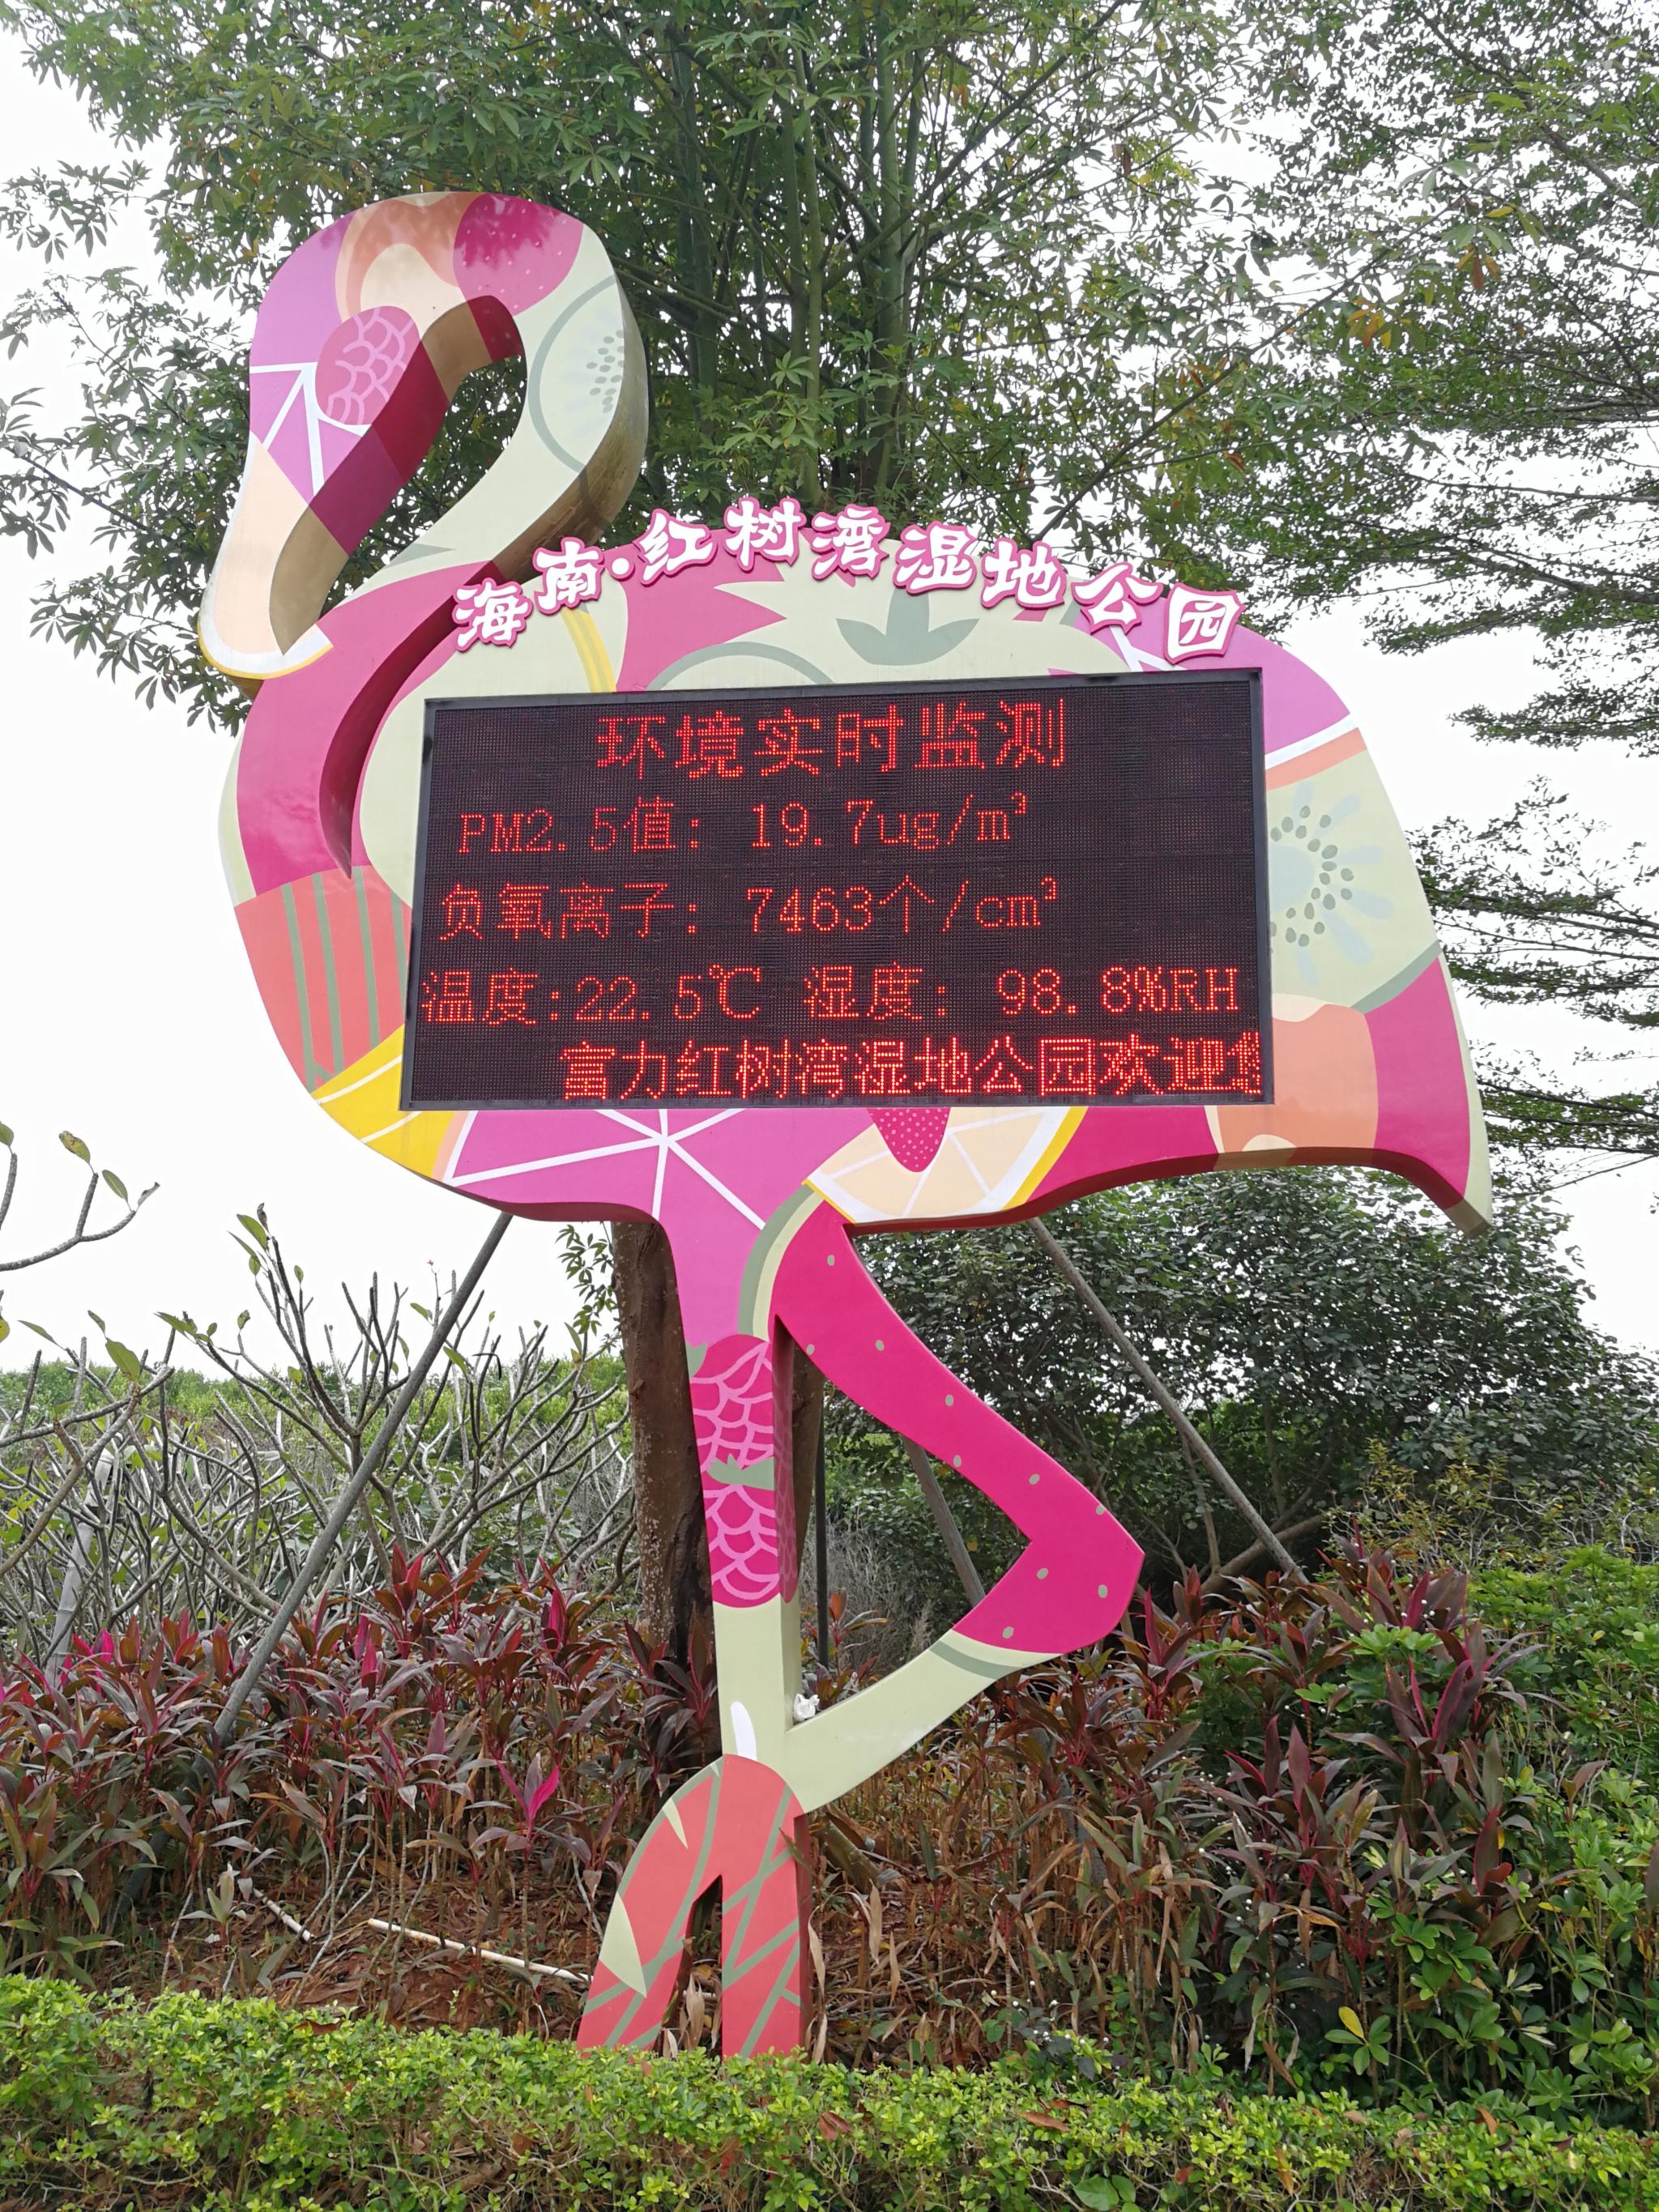 海南·红树湾湿地公园
环境实时监测
PM2.5值: 19.7ug/m³
负氧离子: 7463个/cm³
温度:22.5℃ 湿度: 98.8%RH
富力红树湾湿地公园欢迎您